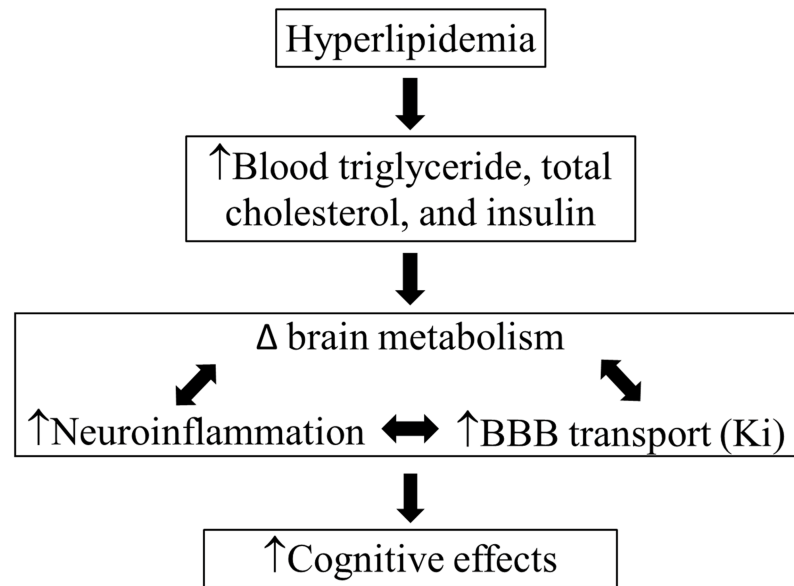 Hyperlipidemia
↑Blood triglyceride, total
cholesterol, and insulin
Δ brain metabolism
↑Neuroinflammation
↑BBB transport (Ki)
↑Cognitive effects